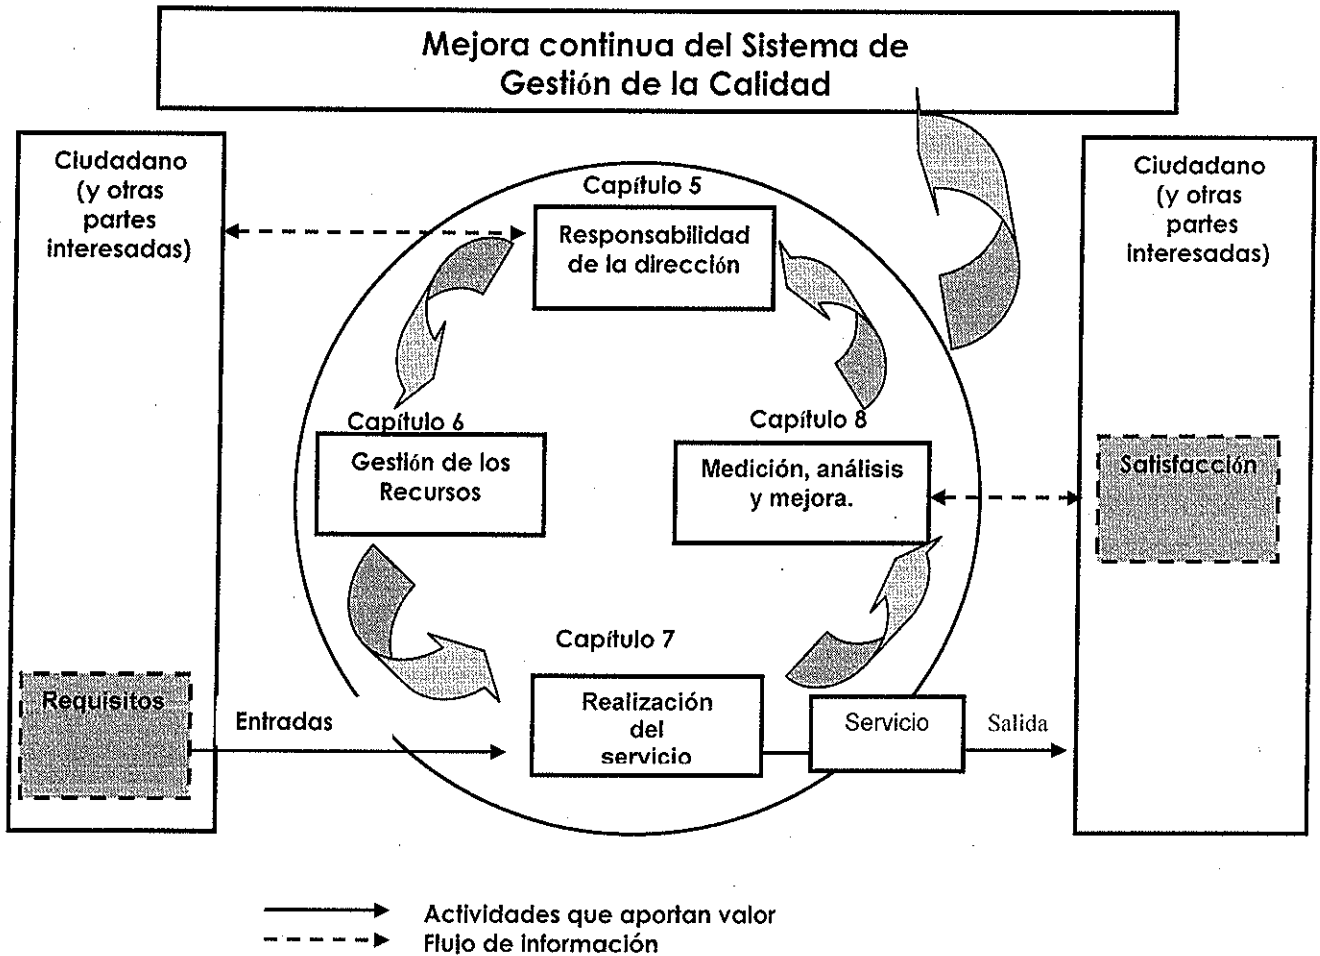 Mejora continua del Sistema de
Gestión de la Calidad
Ciudadano
(y otras
partes
interesadas)
Capítulo 5
Responsabilidad
de la dirección
Ciudadano
(y otras
partes
interesadas)
Capítulo 6
Gestión de los
Recursos
Capítulo 8
Medición, análisis
y mejora.
Satisfacción
Capítulo 7
Realización
del
servicio
Requisitos
Entradas
Servicio
Salida
Actividades que aportan valor
Flujo de información